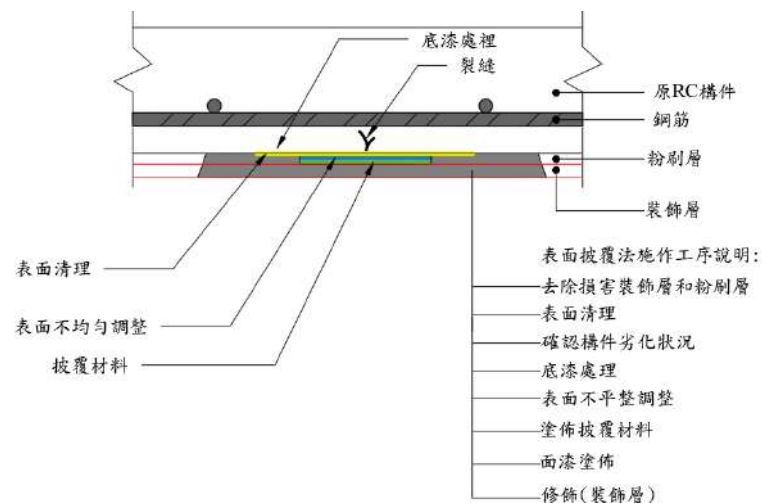 底漆處裡
裂縫
原RC構件
鋼筋
粉刷層
裝飾層
表面清理
表面不均勻調整
披覆材料
表面披覆法施作工序說明:
去除損害裝飾層和粉刷層
表面清理
確認構件劣化狀況
底漆處理
表面不平整調整
塗佈披覆材料
面漆塗佈
修飾(裝飾層)